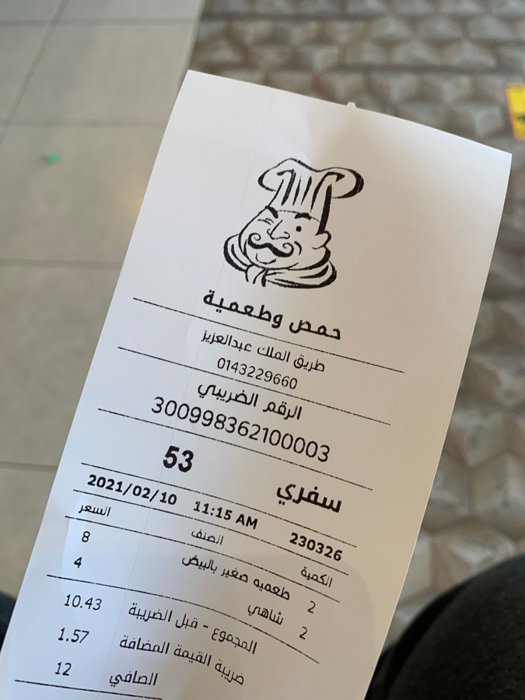 حمص وطعمية
طريق الملك عبدالعزيز
0143229660
الرقم الضريبي
300998362100003
سفري 53
230326 11:15 AM 2021/02/10
الكمية الصنف السعر
2 طعميه صغير بالبيض 8
2 شاهي 4
المجموع - قبل الضريبة 10.43
ضريبة القيمة المضافة 1.57
الصافي 12